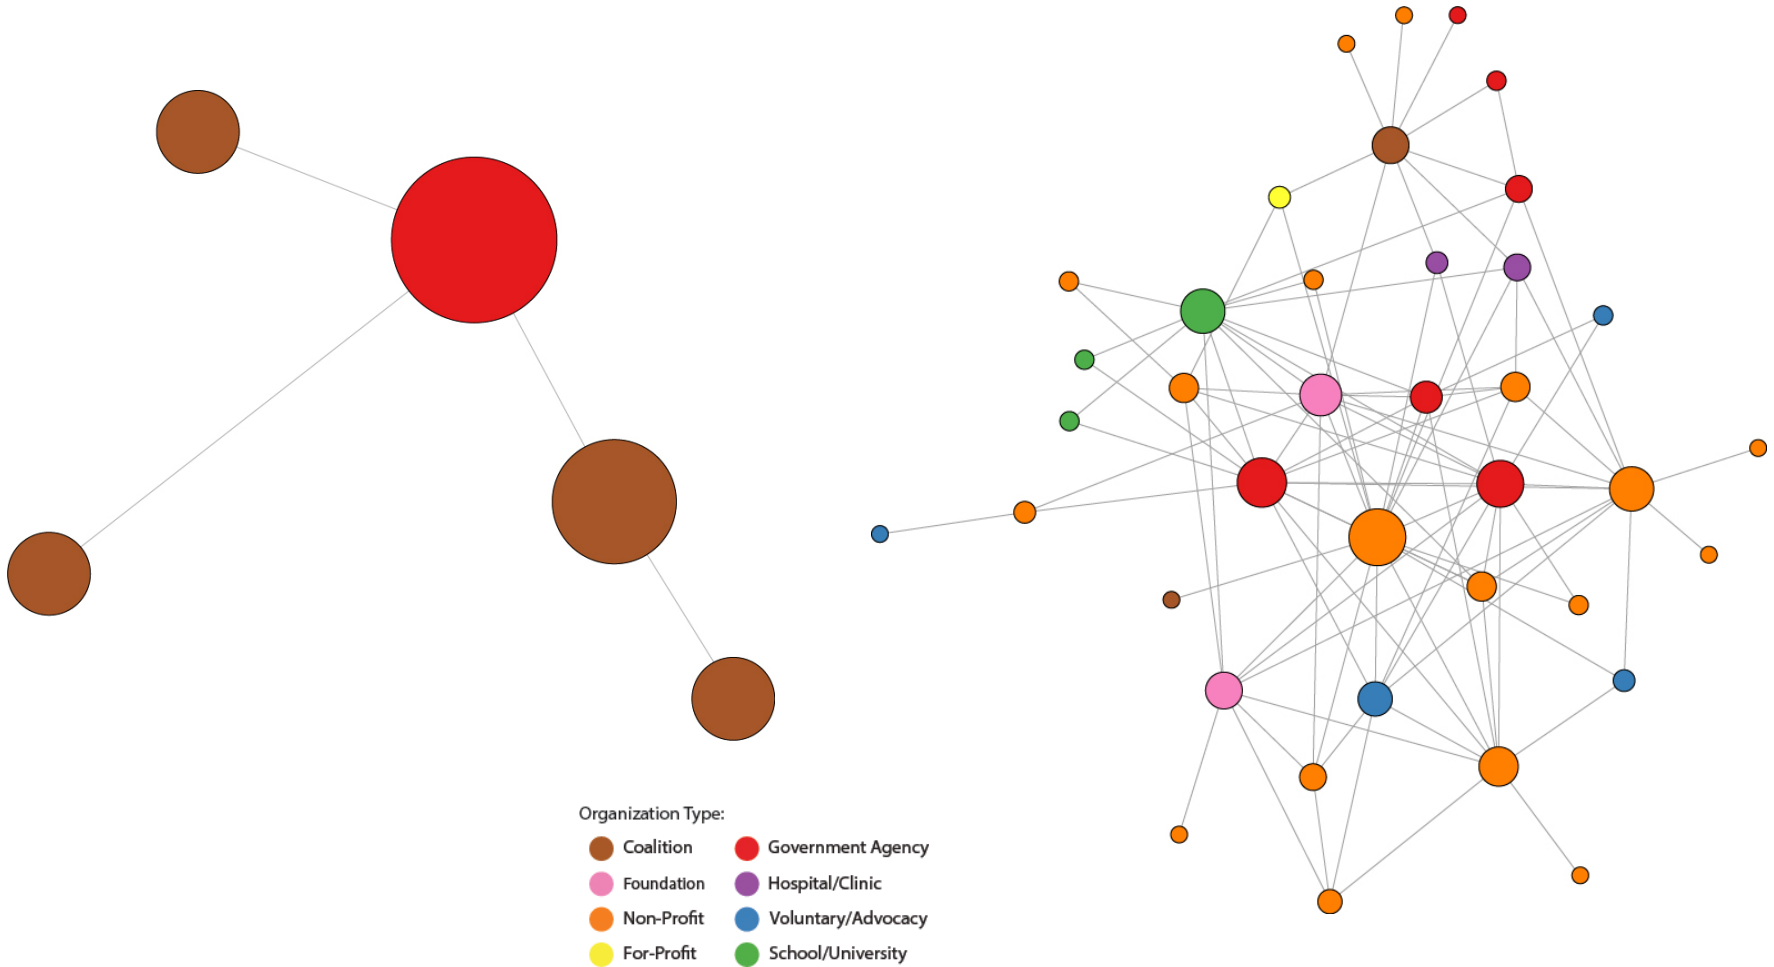 Organization Type:
Coalition
Government Agency
Foundation
Hospital/Clinic
Non-Profit
Voluntary/Advocacy
For-Profit
School/University